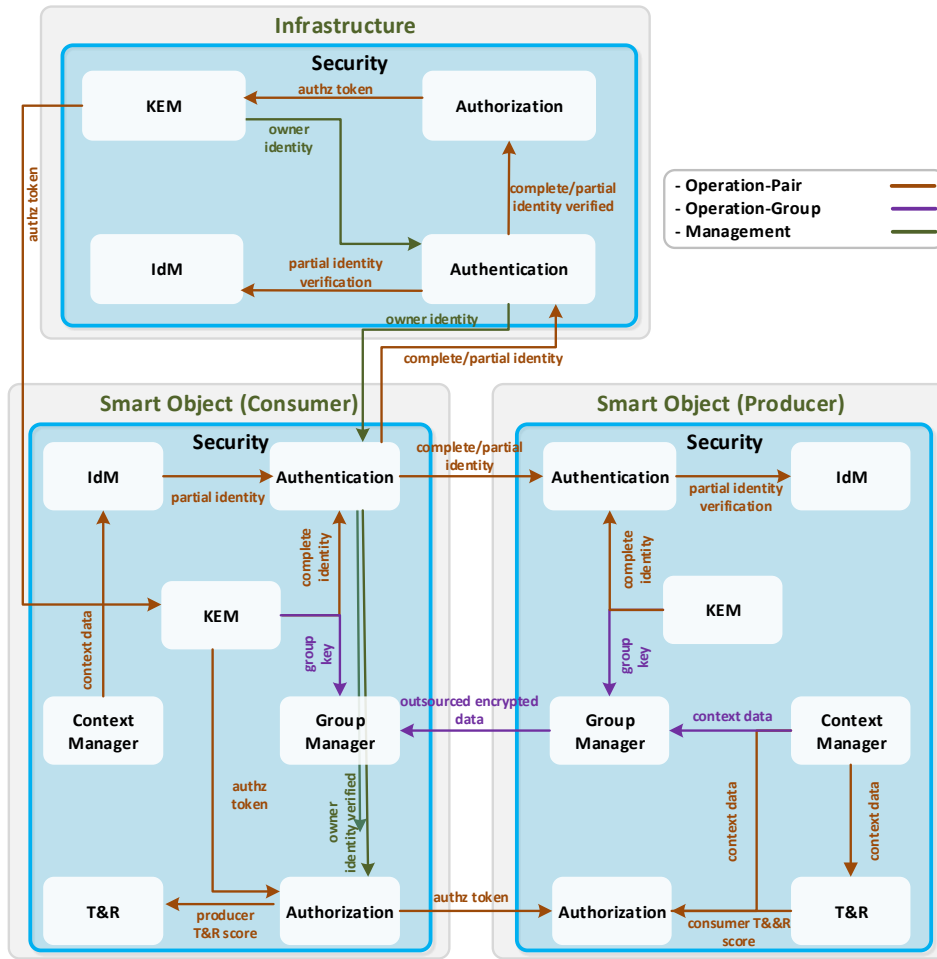 Infrastructure
Security
KEM
authz token
Authorization
owner
identity
complete/partial
identity verified
authz token
IdM
partial identity
verification
Authentication
owner identity
complete/partial identity
- Operation-Pair
- Operation-Group
- Management
Smart Object (Consumer)
Security
IdM
partial identity
Authentication
complete/partial
identity
complete
identity
KEM
group
key
context data
Context
Manager
Group
Manager
outsourced encrypted
data
authz
token
owner
identity verified
T&R
producer
T&R score
Authorization
authz token
Smart Object (Producer)
Security
Authentication
partial identity
verification
IdM
complete
identity
KEM
group
key
Group
Manager
context data
Context
Manager
context data
context data
Authorization
consumer T&&R
score
T&R